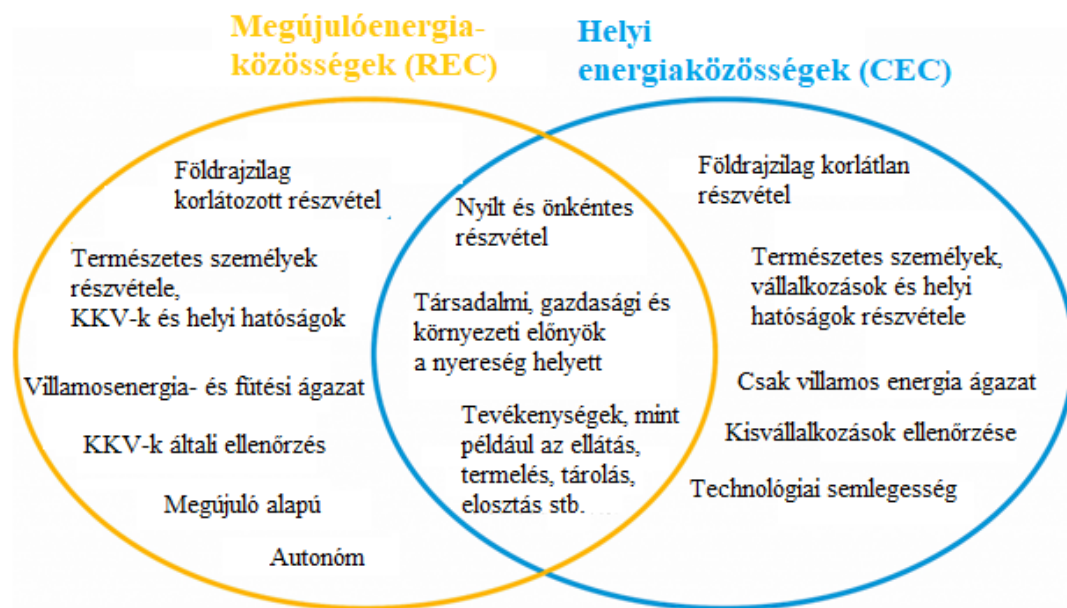 Megújulóenergia-
közösségek (REC)
Helyi
energiaközösségek (CEC)
Földrajzilag
korlátozott részvétel
Természetes személyek
részvétele,
KKV-k és helyi hatóságok
Villamosenergia- és fűtési ágazat
KKV-k általi ellenőrzés
Megújuló alapú
Autonóm
Nyílt és önkéntes
részvétel
Társadalmi, gazdasági és
környezeti előnyök
a nyereség helyett
Tevékenységek, mint
például az ellátás,
termelés, tárolás,
elosztás stb.
Földrajzilag korlátlan
részvétel
Természetes személyek,
vállalkozások és helyi
hatóságok részvétele
Csak villamos energia ágazat
Kisvállalkozások ellenőrzése
Technológiai semlegesség